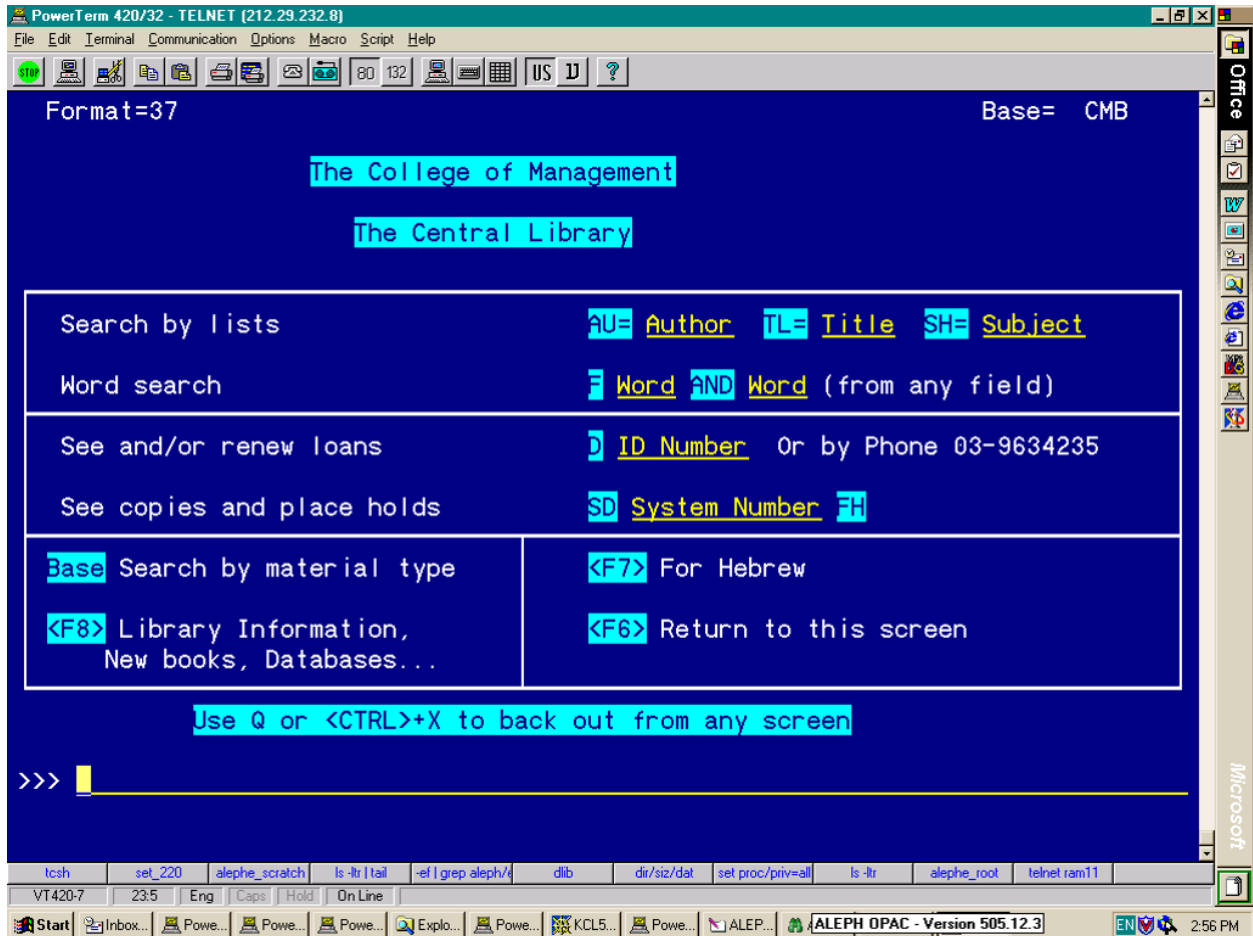 PowerTerm 420/32 - TELNET (212.29.232.8)
File Edit Terminal Communication Options Macro Script Help
STOP 80 132 US ?
Format=37 Base= CMB
The College of Management
The Central Library
Search by lists AU= Author TL= Title SH= Subject
Word search F Word AND Word (from any field)
See and/or renew loans D ID Number Or by Phone 03-9634235
See copies and place holds SD System Number FH
Base Search by material type <F7> For Hebrew
<F8> Library Information, <F6> Return to this screen
New books, Databases...
Use Q or <CTRL>+X to back out from any screen
>>>
tcsh set_220 alephe_scratch ls -ltr | tail -ef | grep aleph/e dlib dir/siz/dat set proc/priv=all ls -ltr alephe_root telnet ram11
VT420-7 23:5 Eng Caps Hold On Line
Start Inbox... Powe... Powe... Powe... Explo... Powe... KCL5... Powe... ALEP... ALEPH OPAC - Version 505.12.3 EN 2:56 PM
Office
Microsoft